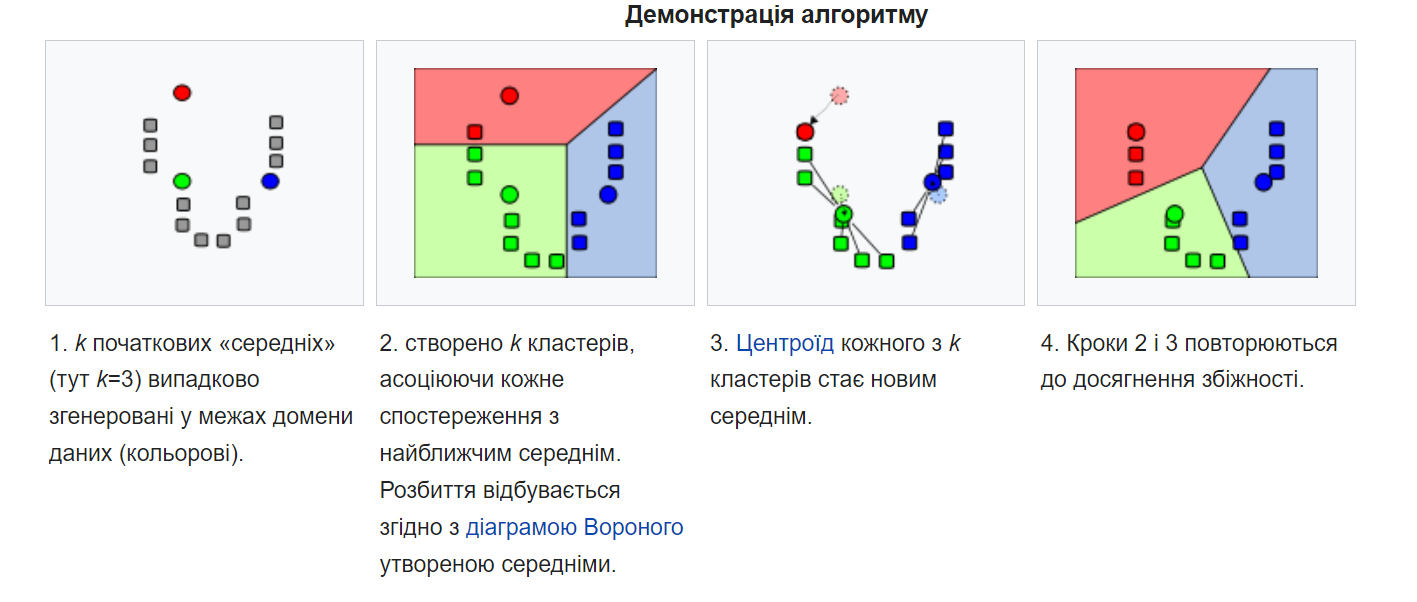 Демонстрація алгоритму
1. k початкових «середніх»
(тут k=3) випадково
згенеровані у межах домени
даних (кольорові).
2. створено k кластерів,
асоціюючи кожне
спостереження з
найближчим середнім.
Розбиття відбувається
згідно з діаграмою Вороного
утвореною середніми.
3. Центроїд кожного з k
кластерів стає новим
середнім.
4. Кроки 2 і 3 повторюються
до досягнення збіжності.